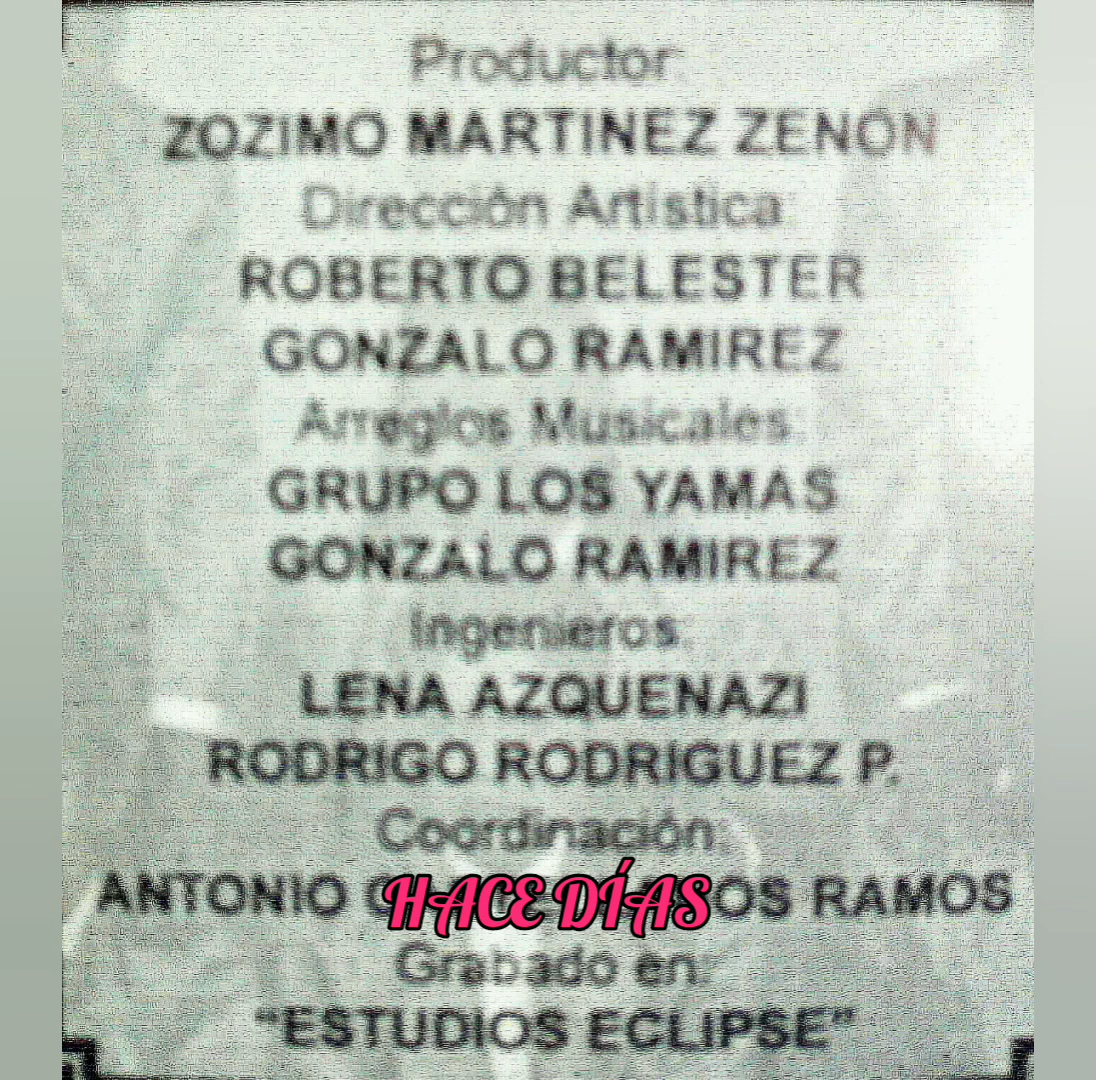 Productor:
ZOZIMO MARTINEZ ZENON
Dirección Artística:
ROBERTO BELESTER
GONZALO RAMIREZ
Arreglos Musicales:
GRUPO LOS YAMAS
GONZALO RAMIREZ
Ingenieros:
LENA AZQUENAZI
RODRIGO RODRIGUEZ P.
Coordinación:
ANTONIO RAMOS
HACE DÍAS
Grabado en:
“ESTUDIOS ECLIPSE”